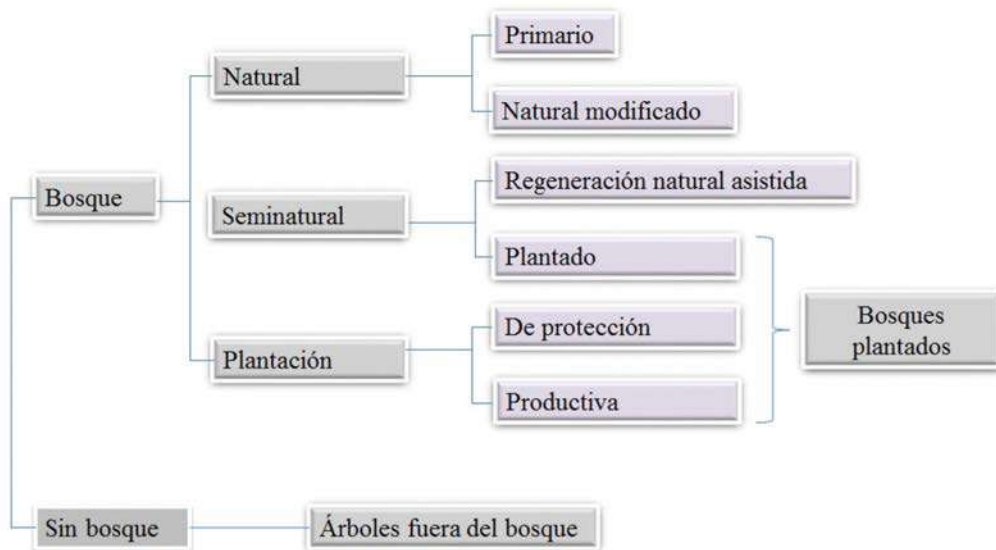 Primario
Natural
Natural modificado
Bosque
Regeneración natural asistida
Seminatural
Plantado
De protección
Bosques
plantados
Plantación
Productiva
Sin bosque
Árboles fuera del bosque